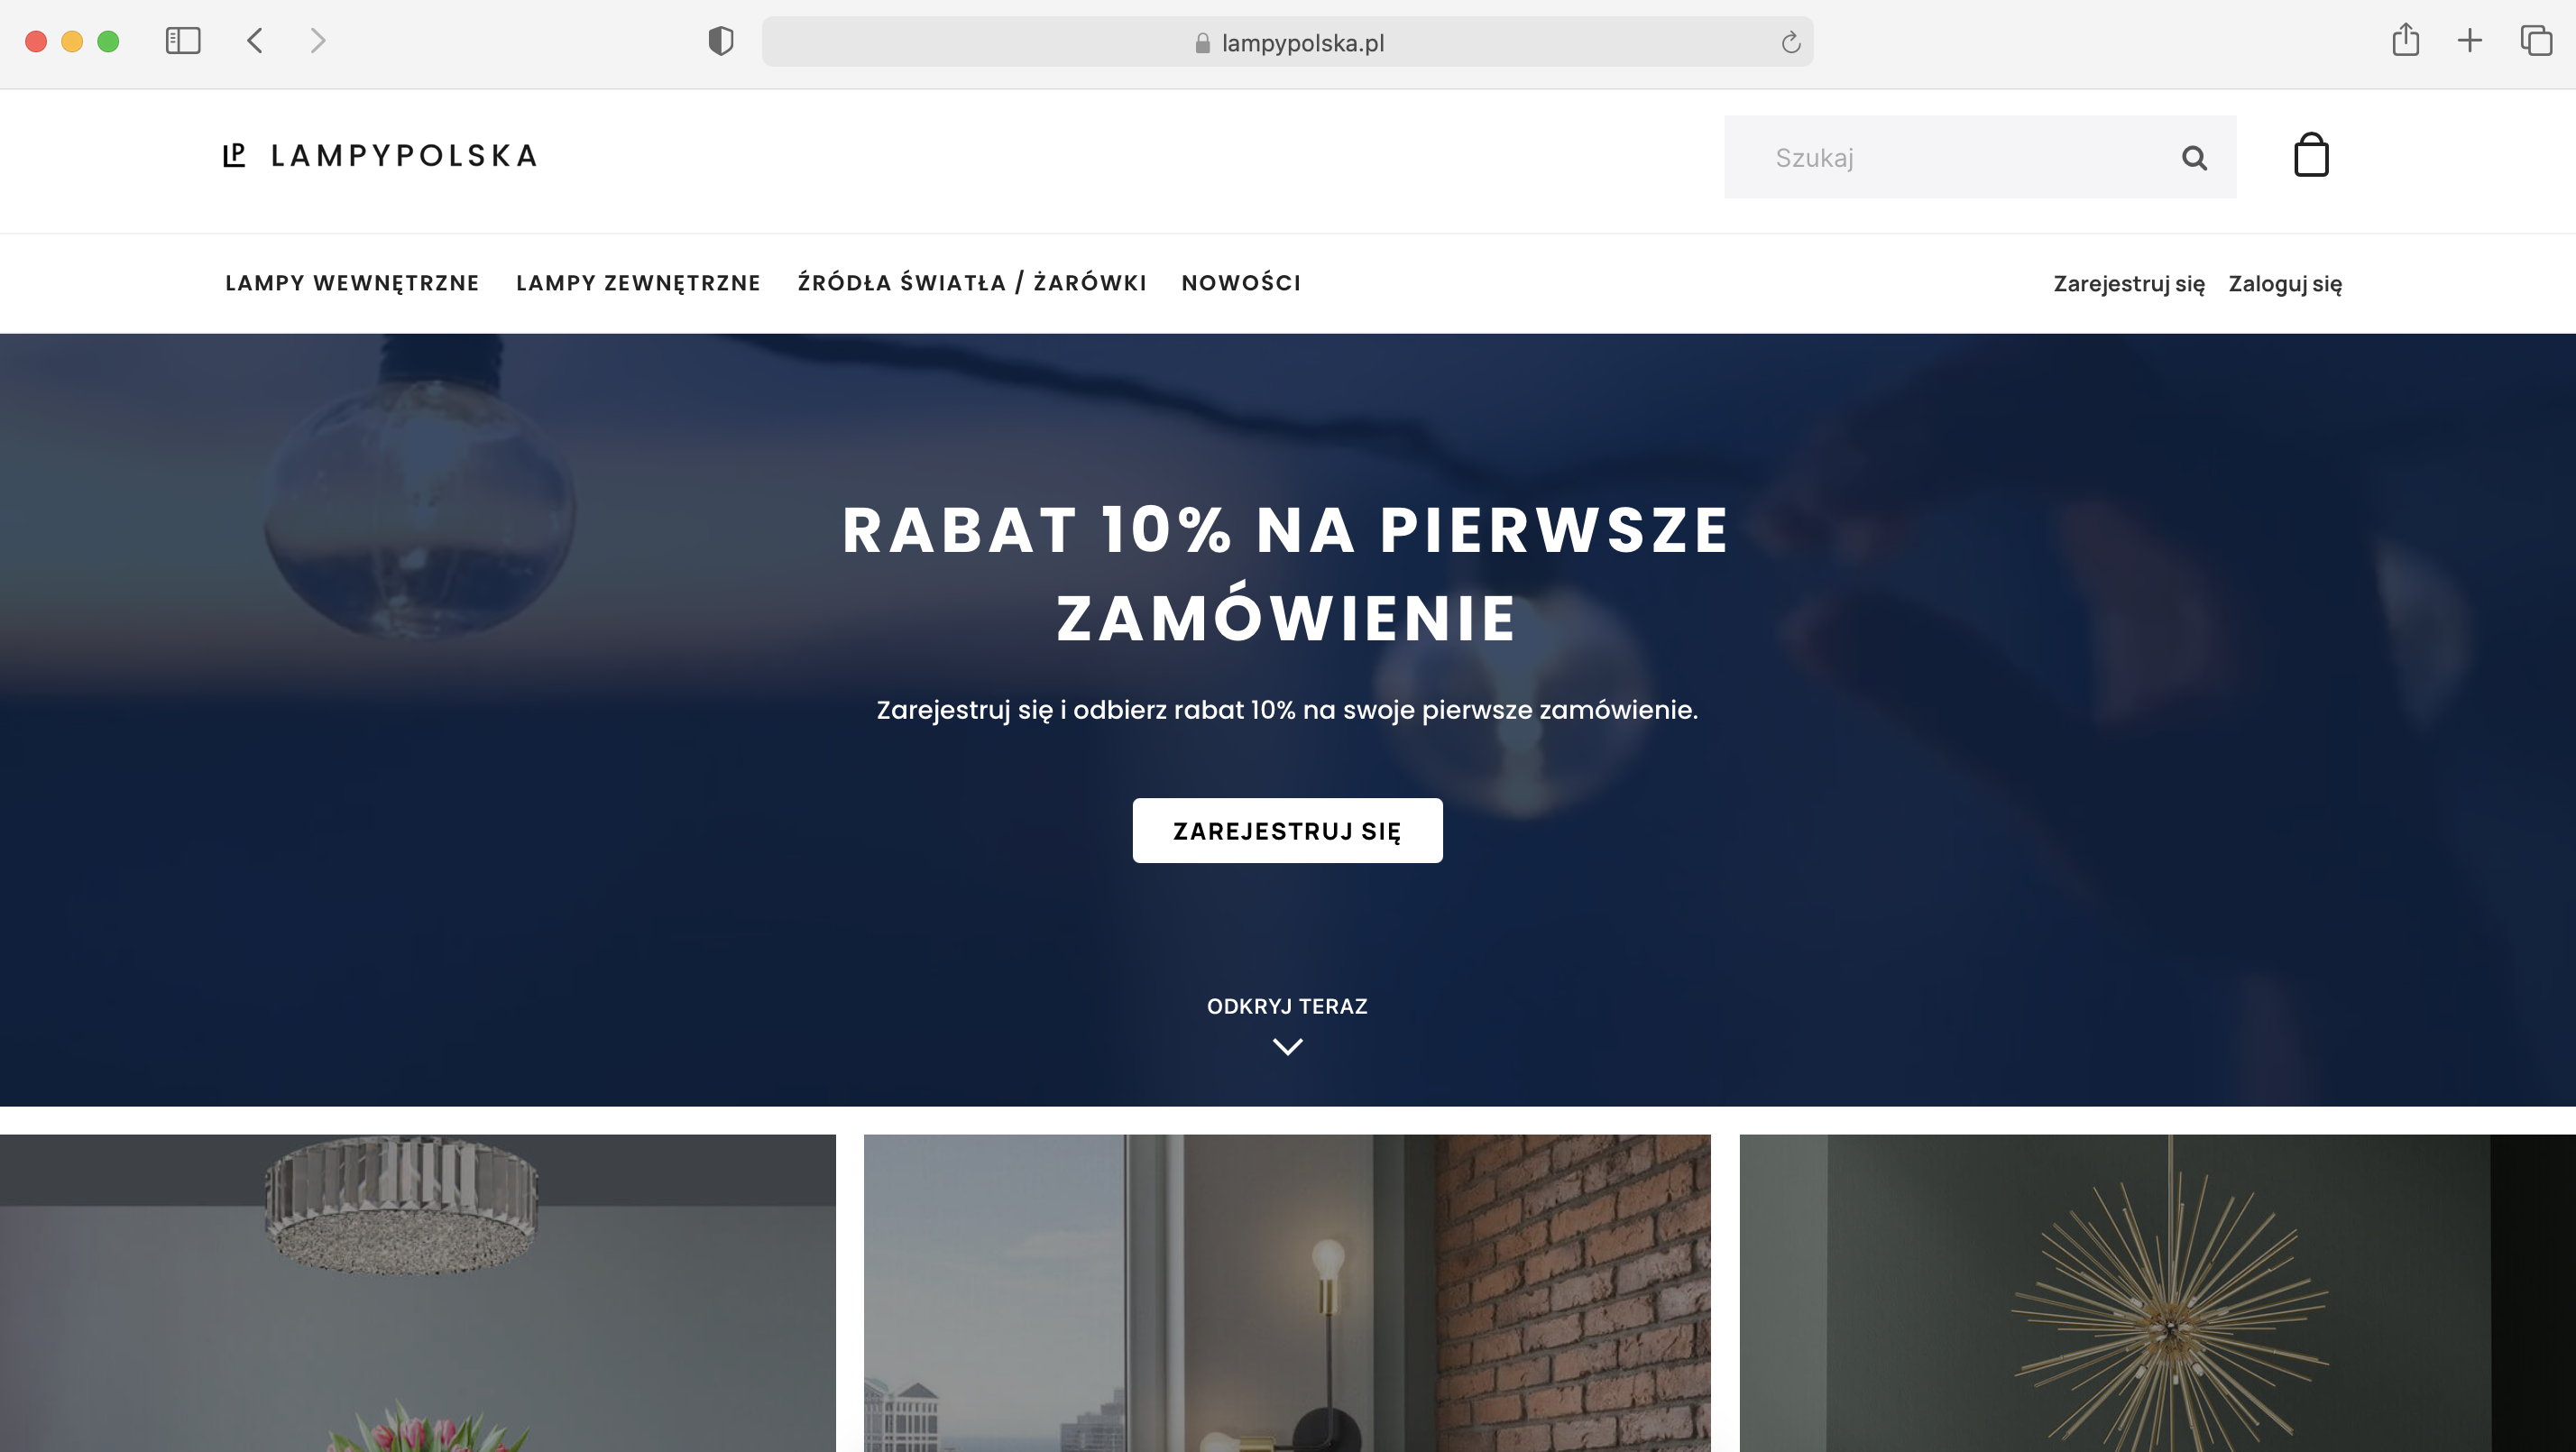 lampypolska.pl
LP LAMPYPOLSKA
Szukaj
LAMPY WEWNĘTRZNE LAMPY ZEWNĘTRZNE ŹRÓDŁA ŚWIATŁA / ŻARÓWKI NOWOŚCI Zarejestruj się Zaloguj się
RABAT 10% NA PIERWSZE
ZAMÓWIENIE
Zarejestruj się i odbierz rabat 10% na swoje pierwsze zamówienie.
ZAREJESTRUJ SIĘ
ODKRYJ TERAZ